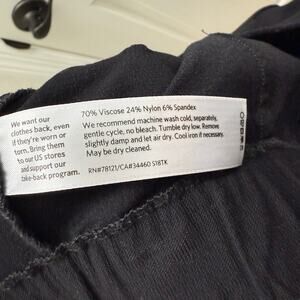 We want our
clothes back, even
if they're worn or
torn. Bring them
to our US stores
and support our
take-back program.
70% Viscose 24% Nylon 6% Spandex
We recommend machine wash cold, separately,
gentle cycle, no bleach. Tumble dry low. Remove
slightly damp and let air dry. Cool iron if necessary.
May be dry cleaned.
RN#78121/CA#34460 S18TK